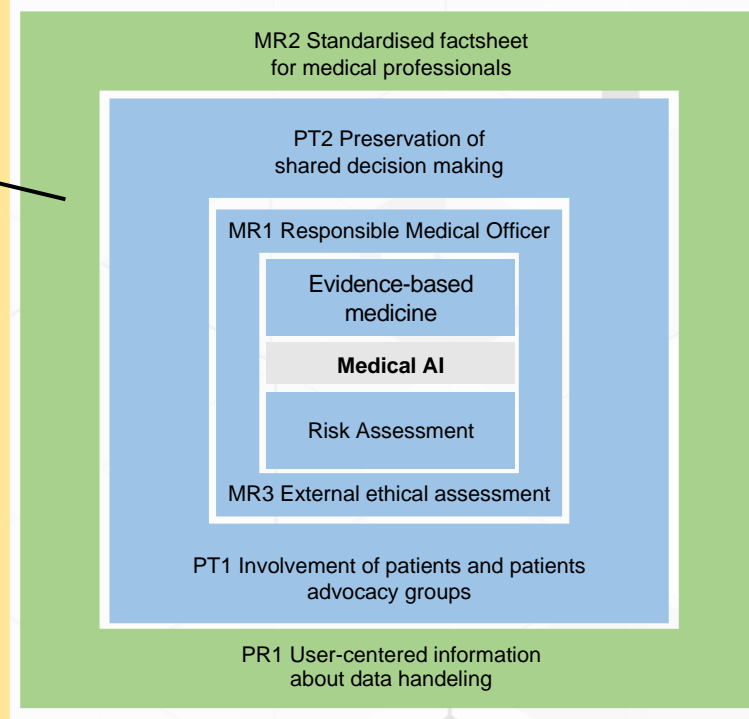 MR2 Standardised factsheet
for medical professionals
PT2 Preservation of
shared decision making
MR1 Responsible Medical Officer
Evidence-based
medicine
Medical AI
Risk Assessment
MR3 External ethical assessment
PT1 Involvement of patients and patients
advocacy groups
PR1 User-centered information
about data handeling